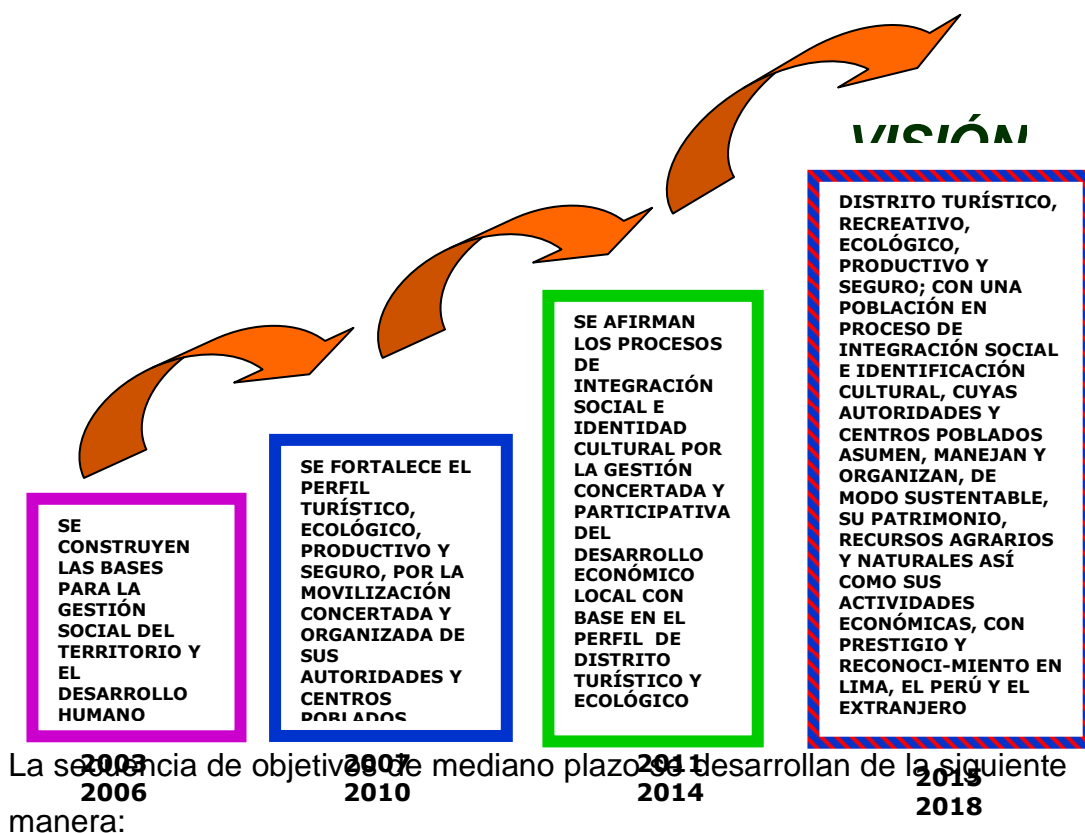 VISIÓN
SE
CONSTRUYEN
LAS BASES
PARA LA
GESTIÓN
SOCIAL DEL
TERRITORIO Y
EL
DESARROLLO
HUMANO
2003
2006
SE FORTALECE EL
PERFIL
TURÍSTICO,
ECOLÓGICO,
PRODUCTIVO Y
SEGURO, POR LA
MOVILIZACIÓN
CONCERTADA Y
ORGANIZADA DE
SUS
AUTORIDADES Y
CENTROS
POBLADOS
2007
2010
SE AFIRMAN
LOS PROCESOS
DE
INTEGRACIÓN
SOCIAL E
IDENTIDAD
CULTURAL POR
LA GESTIÓN
CONCERTADA Y
PARTICIPATIVA
DEL
DESARROLLO
ECONÓMICO
LOCAL CON
BASE EN EL
PERFIL DE
DISTRITO
TURÍSTICO Y
ECOLÓGICO
2011
2014
DISTRITO TURÍSTICO,
RECREATIVO,
ECOLÓGICO,
PRODUCTIVO Y
SEGURO; CON UNA
POBLACIÓN EN
PROCESO DE
INTEGRACIÓN SOCIAL
E IDENTIFICACIÓN
CULTURAL, CUYAS
AUTORIDADES Y
CENTROS POBLADOS
ASUMEN, MANEJAN Y
ORGANIZAN, DE
MODO SUSTENTABLE,
SU PATRIMONIO,
RECURSOS AGRARIOS
Y NATURALES ASÍ
COMO SUS
ACTIVIDADES
ECONÓMICAS, CON
PRESTIGIO Y
RECONOCI-MIENTO EN
LIMA, EL PERÚ Y EL
EXTRANJERO
2015
2018
La secuencia de objetivos de mediano plazo se desarrollan de la siguiente
manera: